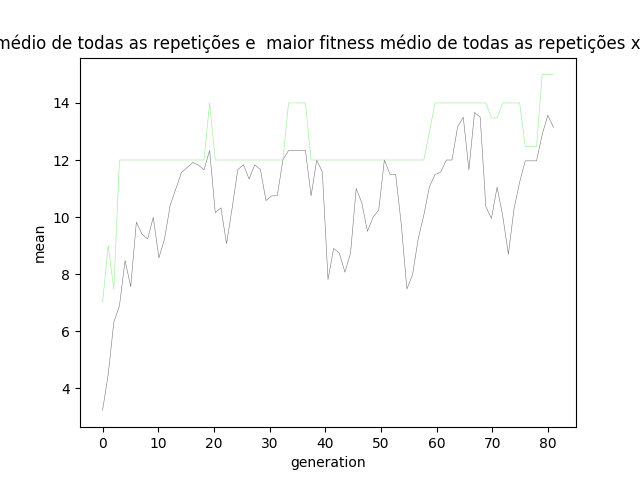 médio de todas as repetições e  maior fitness médio de todas as repetições x
14
12
10
8
6
4
mean
0 10 20 30 40 50 60 70 80
generation